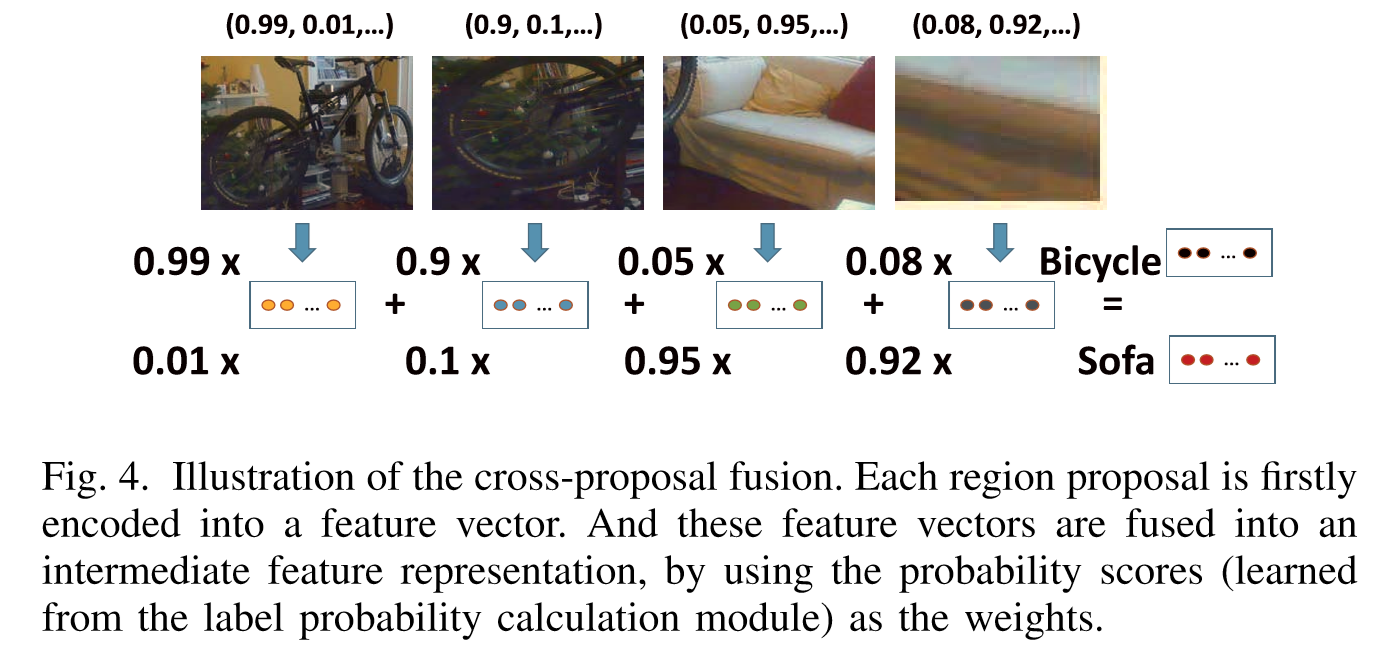 (0.99, 0.01,...) (0.9, 0.1,...) (0.05, 0.95,...) (0.08, 0.92,...)
0.99 x 0.9 x 0.05 x 0.08 x Bicycle ...
... + ... + ... + ... =
0.01 x 0.1 x 0.95 x 0.92 x Sofa ...
Fig. 4. Illustration of the cross-proposal fusion. Each region proposal is firstly
encoded into a feature vector. And these feature vectors are fused into an
intermediate feature representation, by using the probability scores (learned
from the label probability calculation module) as the weights.